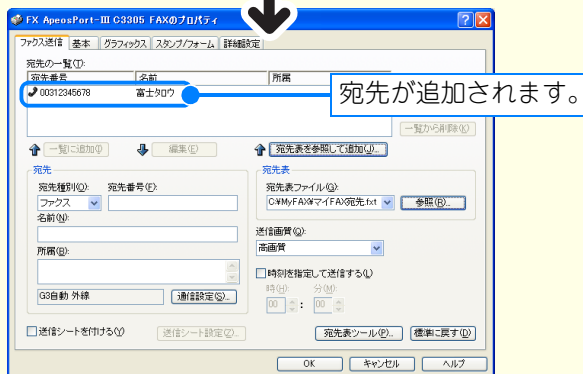 FX ApeosPort-III C3305 FAXのプロパティ
ファクス送信 基本 グラフィックス スタンプ/フォーム 詳細設定
宛先の一覧(T):
宛先番号 名前 所属
00312345678 富士タロウ
宛先が追加されます。
一覧から削除(X)
一覧に追加(I) 編集(E) 宛先表を参照して追加(J)...
宛先 宛先表
宛先種別(O): 宛先番号(F): 宛先表ファイル(G):
ファクス C:¥MyFAX¥マイFAX宛先.fxt 参照(R)...
名前(N):
送信画質(Q):
所属(B): 高画質
時刻を指定して送信する(L)
時(H): 分(M):
G3自動 外線 通信設定(S)... 00 : 00
送信シートを付ける(Y) 送信シート設定(Z)... 宛先表ツール(P)... 標準に戻す(D)
OK キャンセル ヘルプ